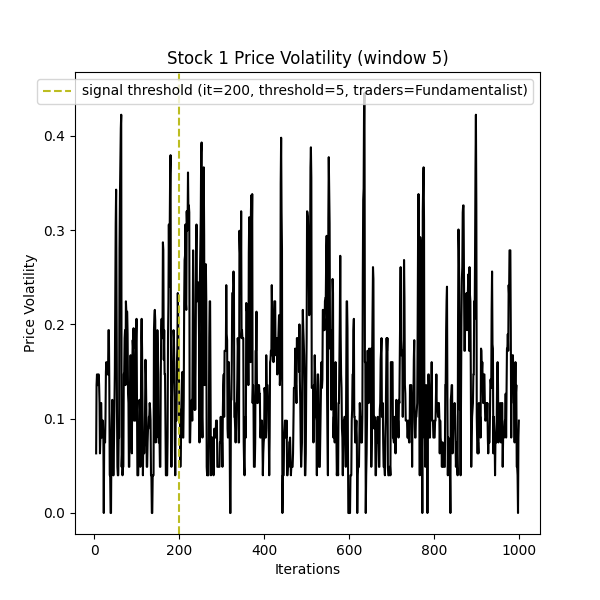 Stock 1 Price Volatility (window 5)
signal threshold (it=200, threshold=5, traders=Fundamentalist)
0.4
0.3
0.2
0.1
0.0
Price Volatility
0 200 400 600 800 1000
Iterations